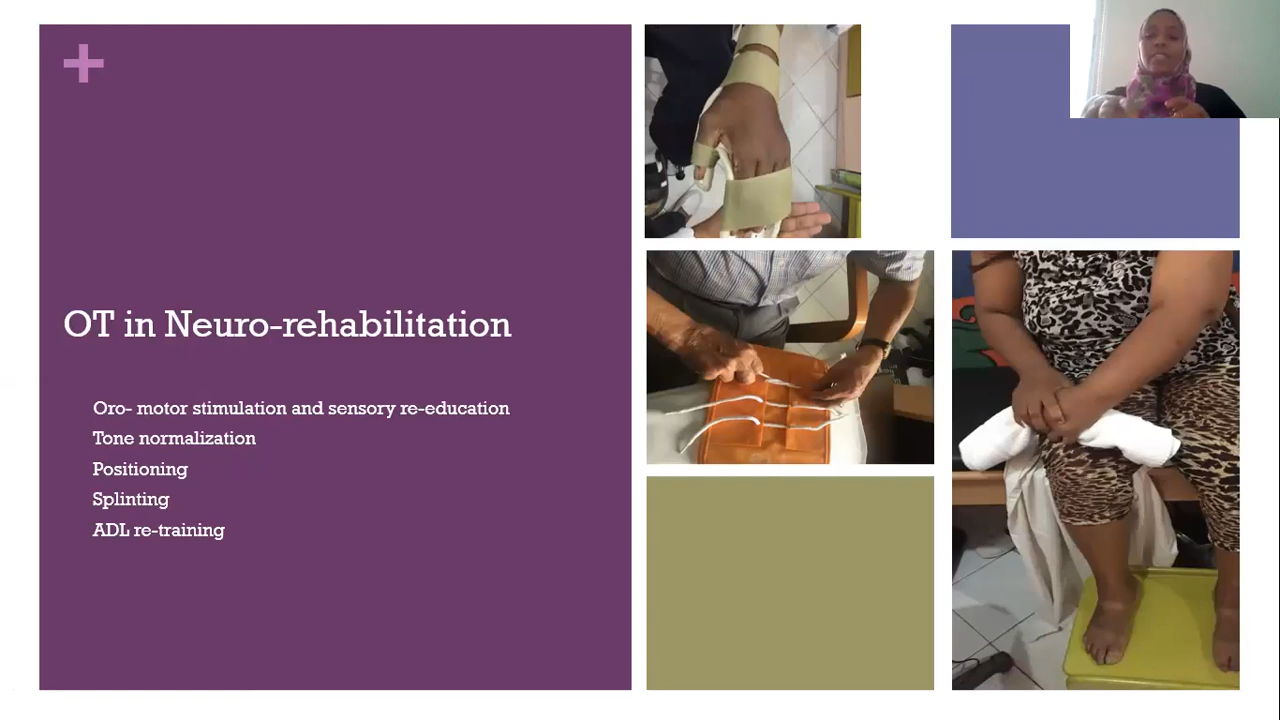 OT in Neuro-rehabilitation
Oro- motor stimulation and sensory re-education
Tone normalization
Positioning
Splinting
ADL re-training